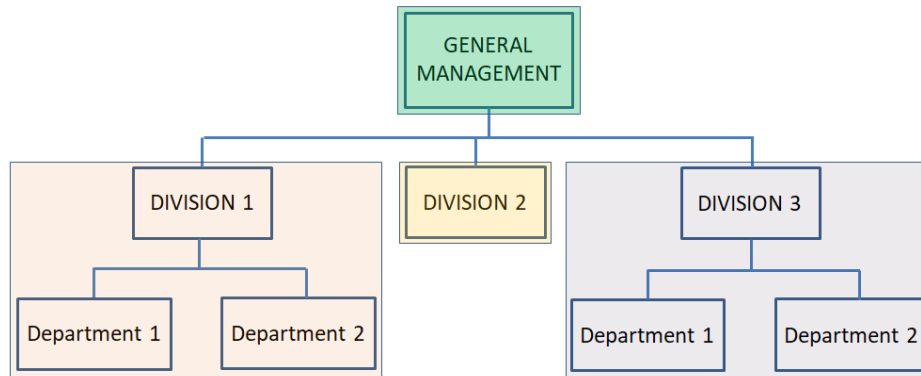 GENERAL
MANAGEMENT
DIVISION 1
DIVISION 2
DIVISION 3
Department 1
Department 2
Department 1
Department 2